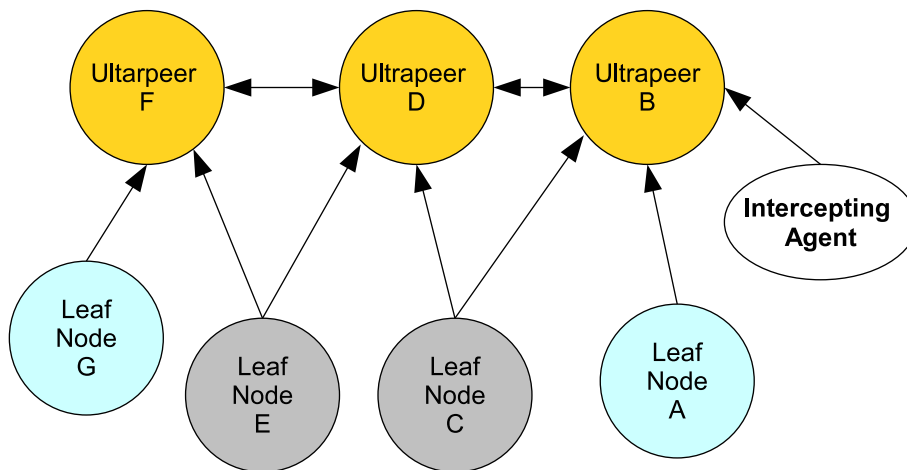 Ultarpeer
F
Ultrapeer
D
Ultrapeer
B
Intercepting
Agent
Leaf
Node
G
Leaf
Node
E
Leaf
Node
C
Leaf
Node
A